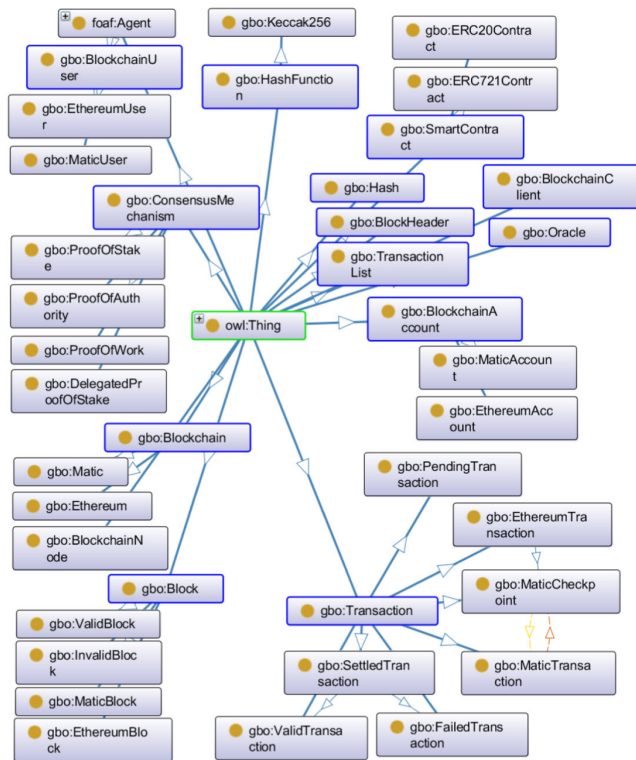 foaf:Agent
gbo:Keccak256
gbo:ERC20Contra
ct
gbo:BlockchainU
ser
gbo:HashFunctio
n
gbo:ERC721Contr
act
gbo:EthereumUse
r
gbo:SmartContra
ct
gbo:MaticUser
gbo:Hash
gbo:BlockchainC
lient
gbo:ConsensusMe
chanism
gbo:BlockHeader
gbo:Oracle
gbo:ProofOfStak
e
gbo:Transaction
List
gbo:ProofOfAuth
ority
owl:Thing
gbo:BlockchainA
ccount
gbo:ProofOfWork
gbo:MaticAccoun
t
gbo:DelegatedPr
oofOfStake
gbo:EthereumAcc
ount
gbo:Blockchain
gbo:Matic
gbo:PendingTran
saction
gbo:Ethereum
gbo:EthereumTra
nsaction
gbo:BlockchainN
ode
gbo:Block
gbo:MaticCheckp
oint
gbo:Transaction
gbo:ValidBlock
gbo:InvalidBloc
k
gbo:SettledTran
saction
gbo:MaticTransa
ction
gbo:MaticBlock
gbo:EthereumBlo
ck
gbo:ValidTransa
ction
gbo:FailedTrans
action